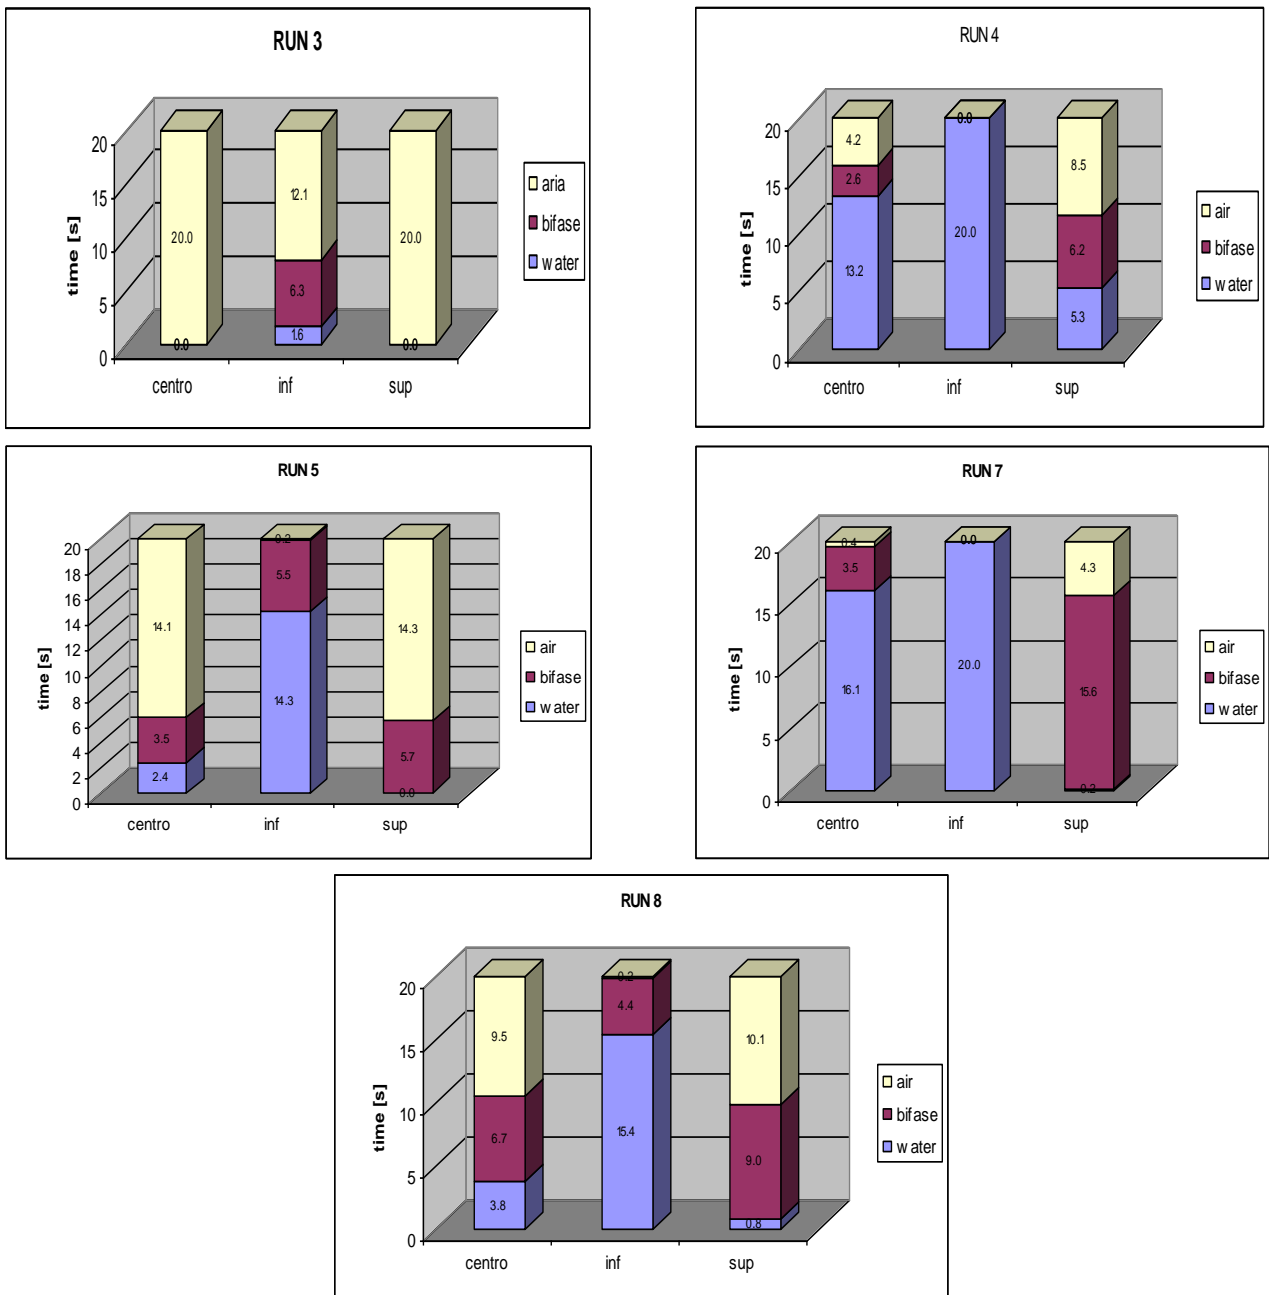 RUN 3
20
15
10
5
0
time [s]
20.0
0.0
12.1
6.3
1.6
20.0
0.0
centro inf sup
aria
bifase
water
RUN 4
20
15
10
5
0
time [s]
4.2
2.6
13.2
0.0
20.0
8.5
6.2
5.3
centro inf sup
air
bifase
water
RUN 5
20
18
16
14
12
10
8
6
4
2
0
time [s]
14.1
3.5
2.4
0.2
5.5
14.3
14.3
5.7
0.0
centro inf sup
air
bifase
water
RUN 7
20
15
10
5
0
time [s]
0.4
3.5
16.1
0.0
20.0
4.3
15.6
0.2
centro inf sup
air
bifase
water
RUN 8
20
15
10
5
0
time [s]
9.5
6.7
3.8
0.2
4.4
15.4
10.1
9.0
0.8
centro inf sup
air
bifase
water